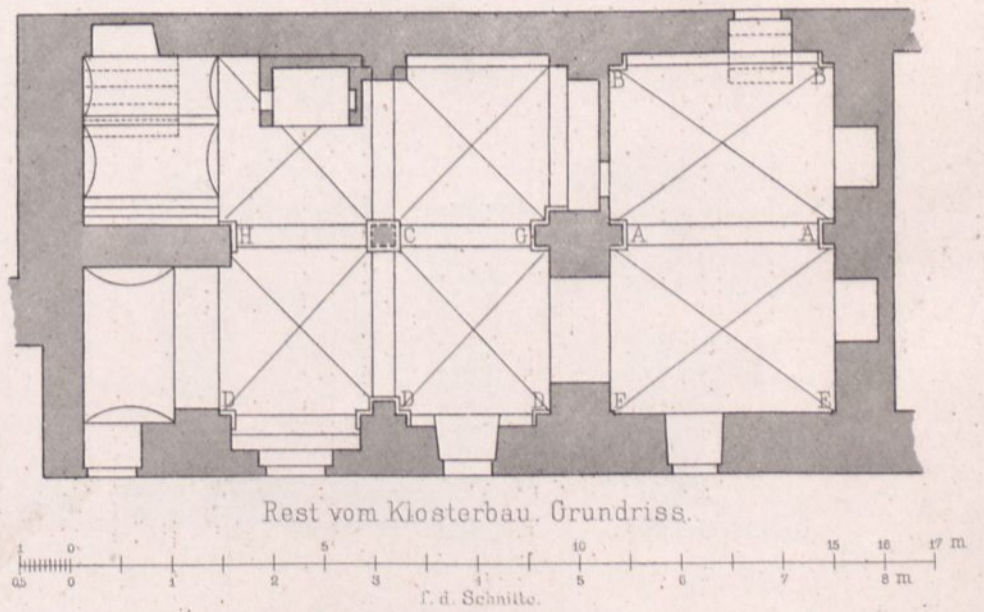 B B
H C G A A
D D D E E
Rest vom Klosterbau. Grundriss.
1 0 5 10 15 16 17 m
0,5 0 1 2 3 4 5 6 7 8 m
f. d. Schnitte.